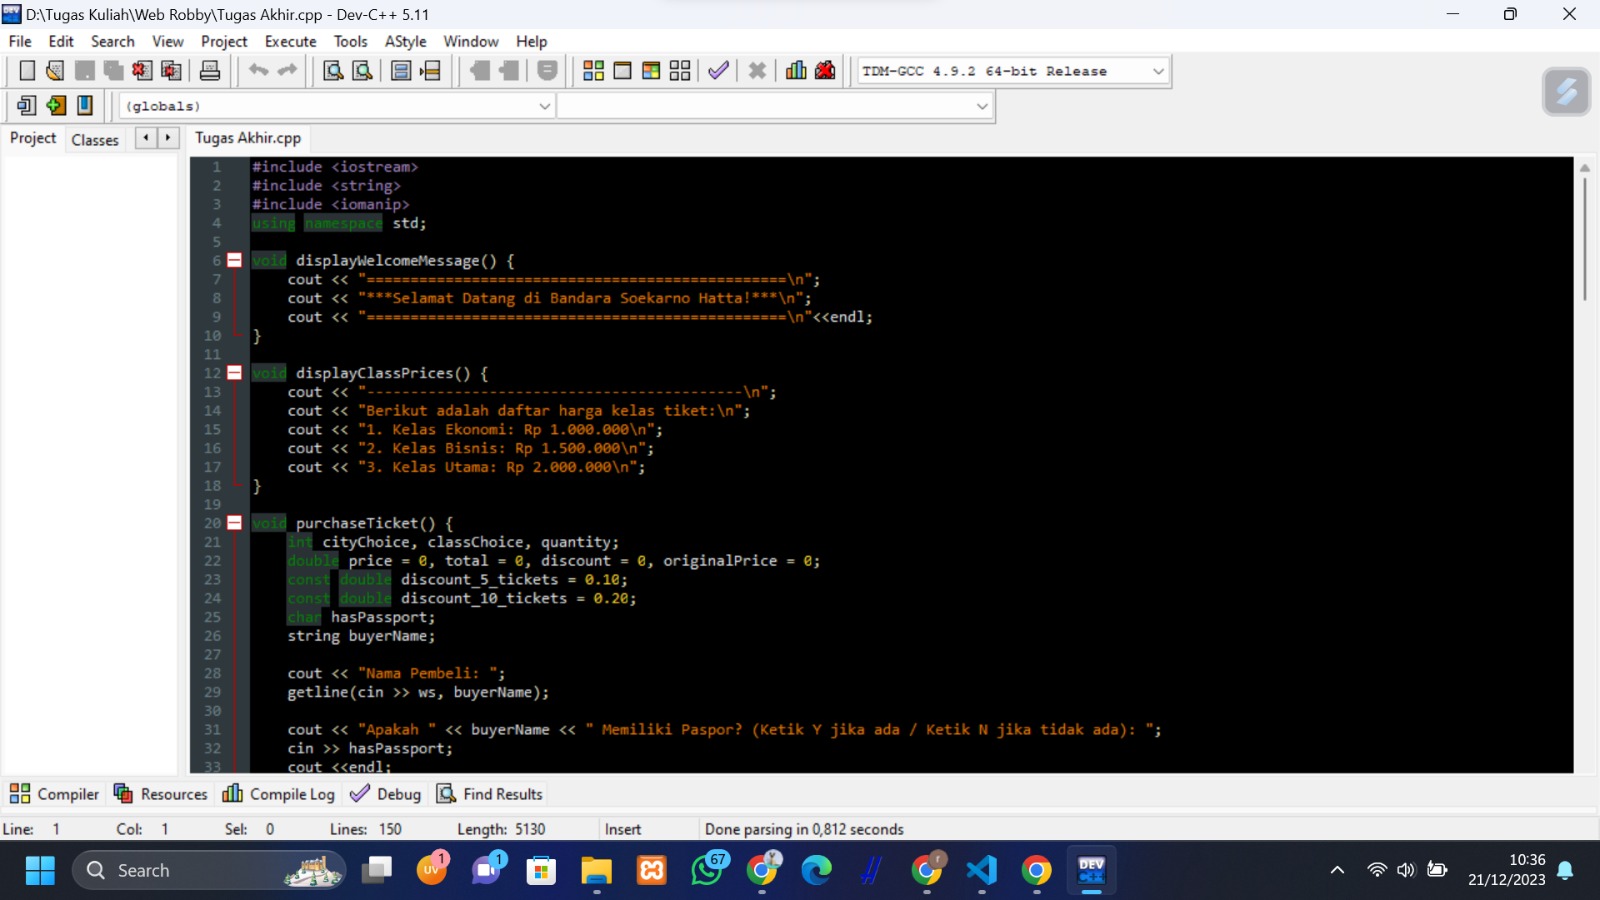 D:\Tugas Kuliah\Web Robby\Tugas Akhir.cpp - Dev-C++ 5.11
File Edit Search View Project Execute Tools AStyle Window Help
TDM-GCC 4.9.2 64-bit Release
(globals)
Project Classes Tugas Akhir.cpp
1 #include <iostream>
2 #include <string>
3 #include <iomanip>
4 using namespace std;
5
6 void displayWelcomeMessage() {
7 cout << "================================================\n";
8 cout << "***Selamat Datang di Bandara Soekarno Hatta!***\n";
9 cout << "================================================\n"<<endl;
10 }
11
12 void displayClassPrices() {
13 cout << "-------------------------------------------\n";
14 cout << "Berikut adalah daftar harga kelas tiket:\n";
15 cout << "1. Kelas Ekonomi: Rp 1.000.000\n";
16 cout << "2. Kelas Bisnis: Rp 1.500.000\n";
17 cout << "3. Kelas Utama: Rp 2.000.000\n";
18 }
19
20 void purchaseTicket() {
21 int cityChoice, classChoice, quantity;
22 double price = 0, total = 0, discount = 0, originalPrice = 0;
23 const double discount_5_tickets = 0.10;
24 const double discount_10_tickets = 0.20;
25 char hasPassport;
26 string buyerName;
27
28 cout << "Nama Pembeli: ";
29 getline(cin >> ws, buyerName);
30
31 cout << "Apakah " << buyerName << " Memiliki Paspor? (Ketik Y jika ada / Ketik N jika tidak ada): ";
32 cin >> hasPassport;
33 cout <<endl;
Compiler Resources Compile Log Debug Find Results
Line: 1 Col: 1 Sel: 0 Lines: 150 Length: 5130 Insert Done parsing in 0,812 seconds
Search UV 1 1 67 r DEV C++ 10:36
21/12/2023